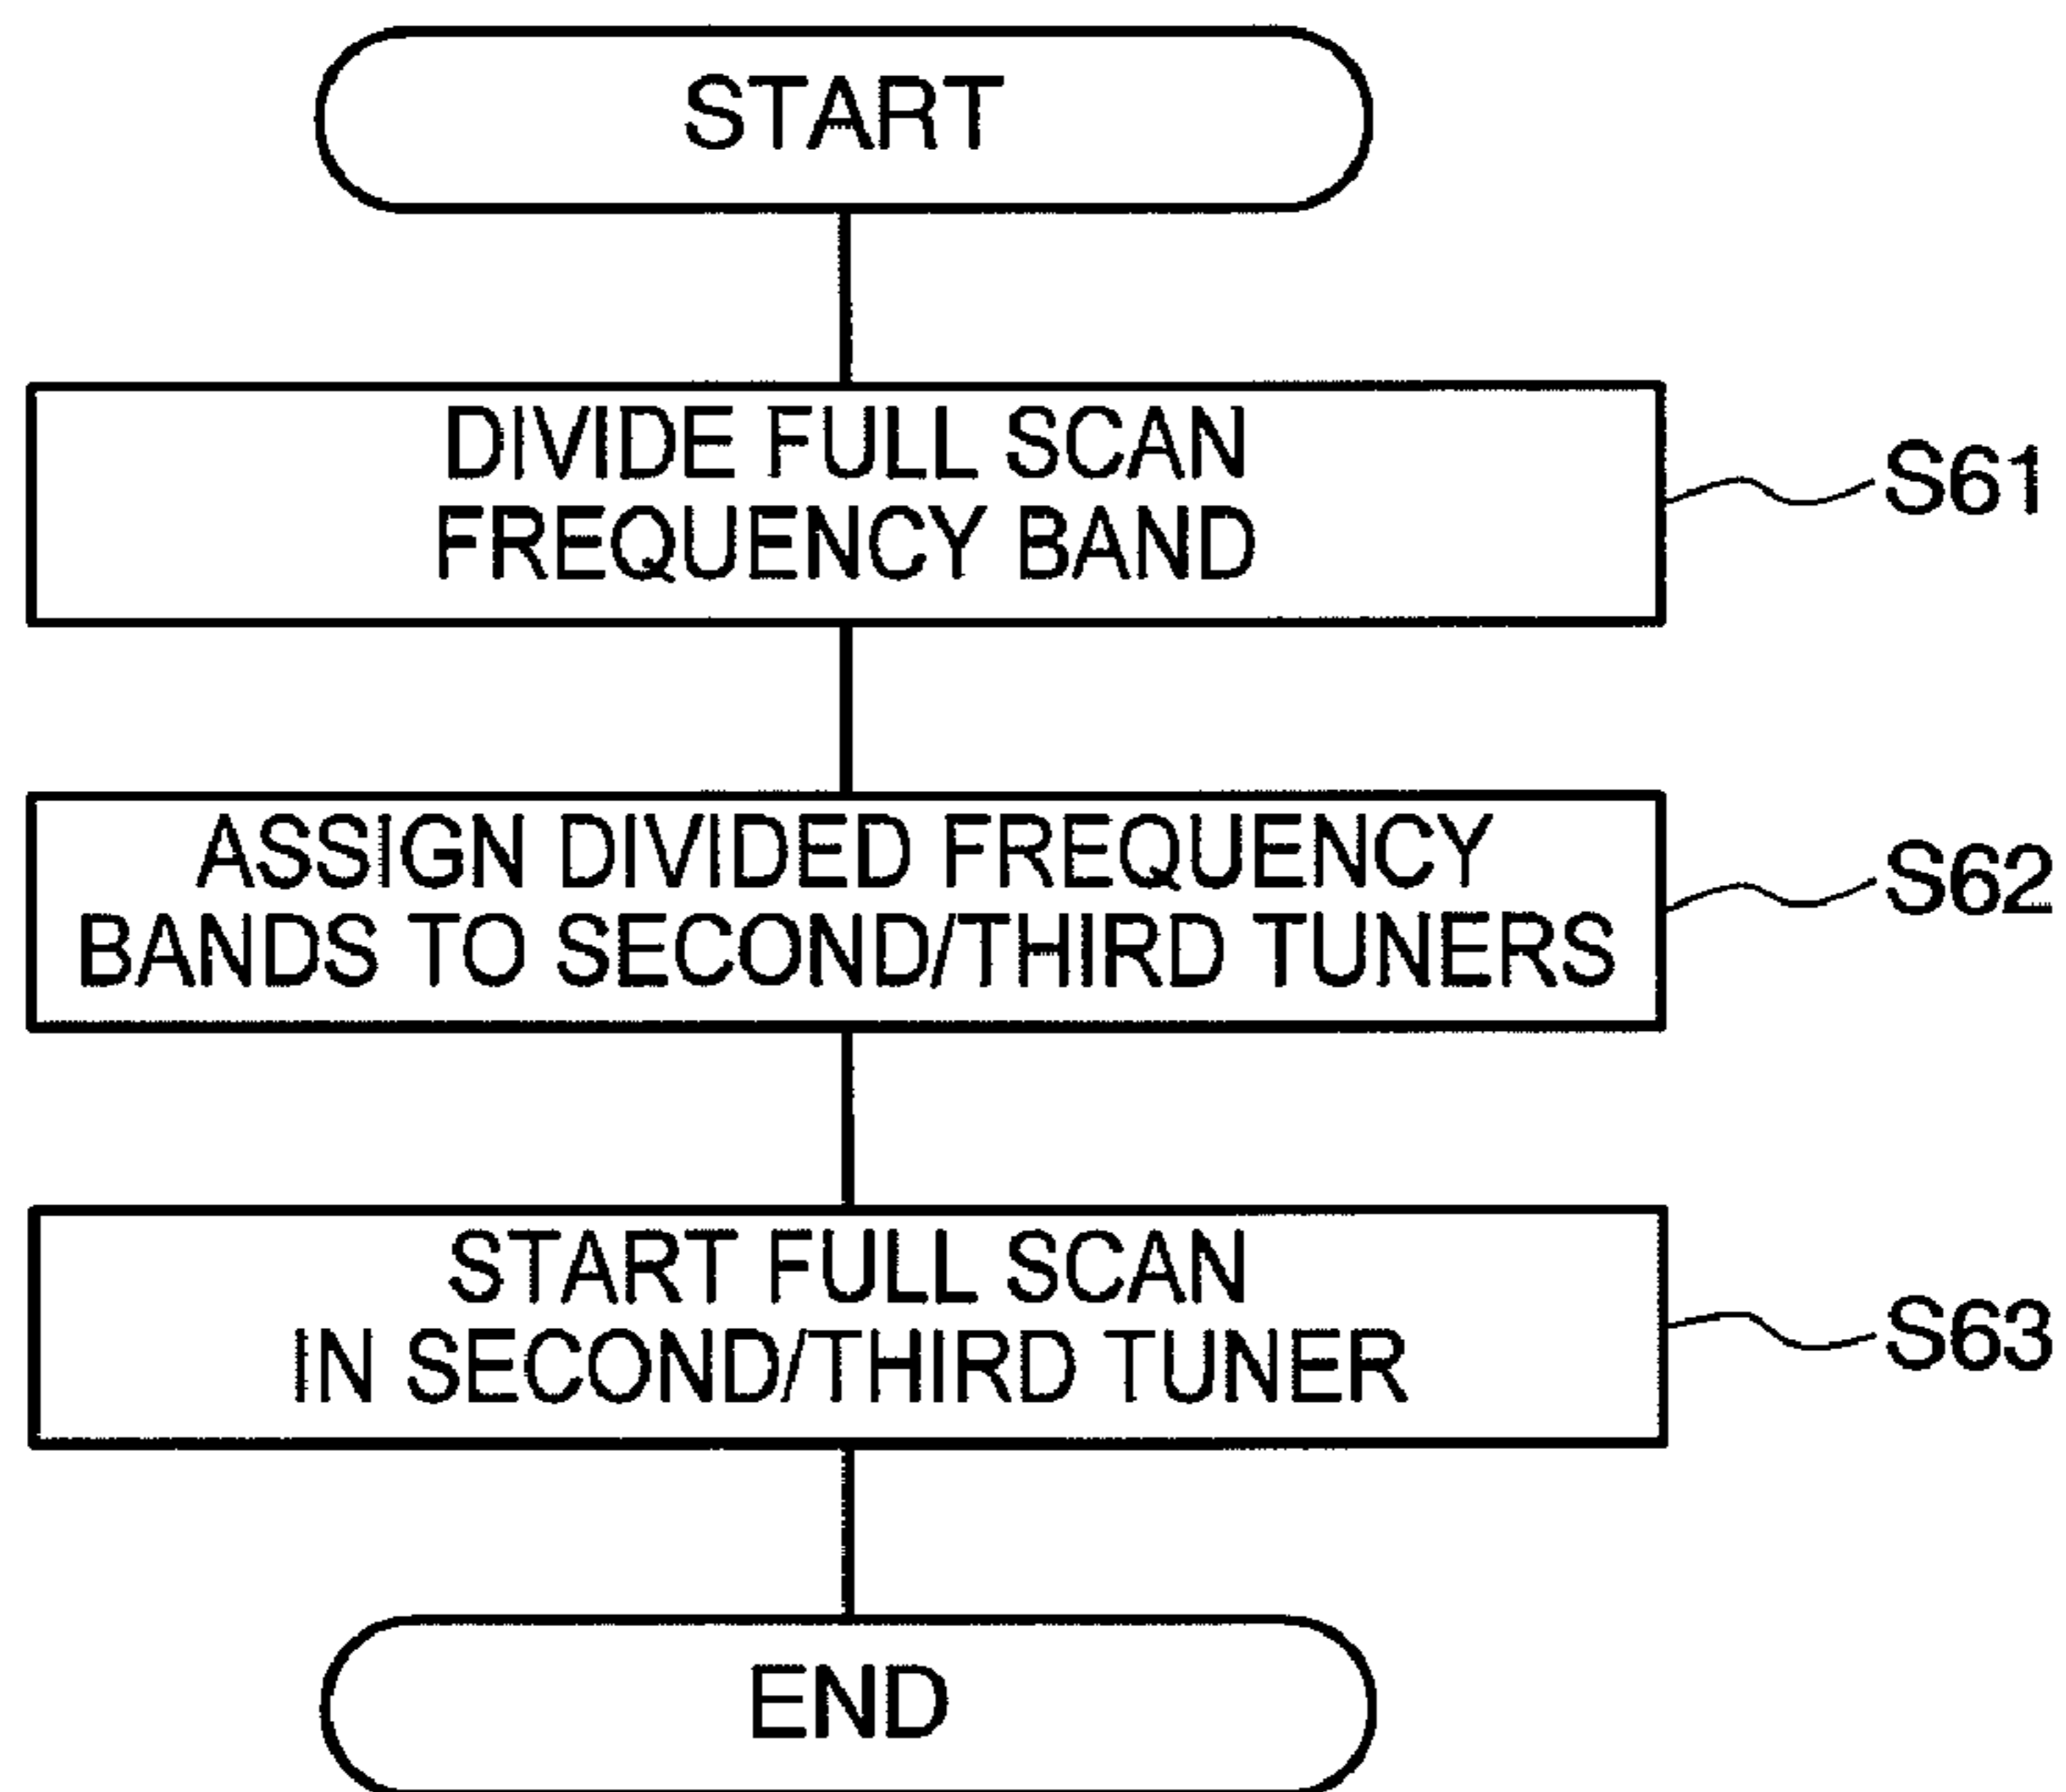 START
DIVIDE FULL SCAN
FREQUENCY BAND
S61
ASSIGN DIVIDED FREQUENCY
BANDS TO SECOND/THIRD TUNERS
S62
START FULL SCAN
IN SECOND/THIRD TUNER
S63
END